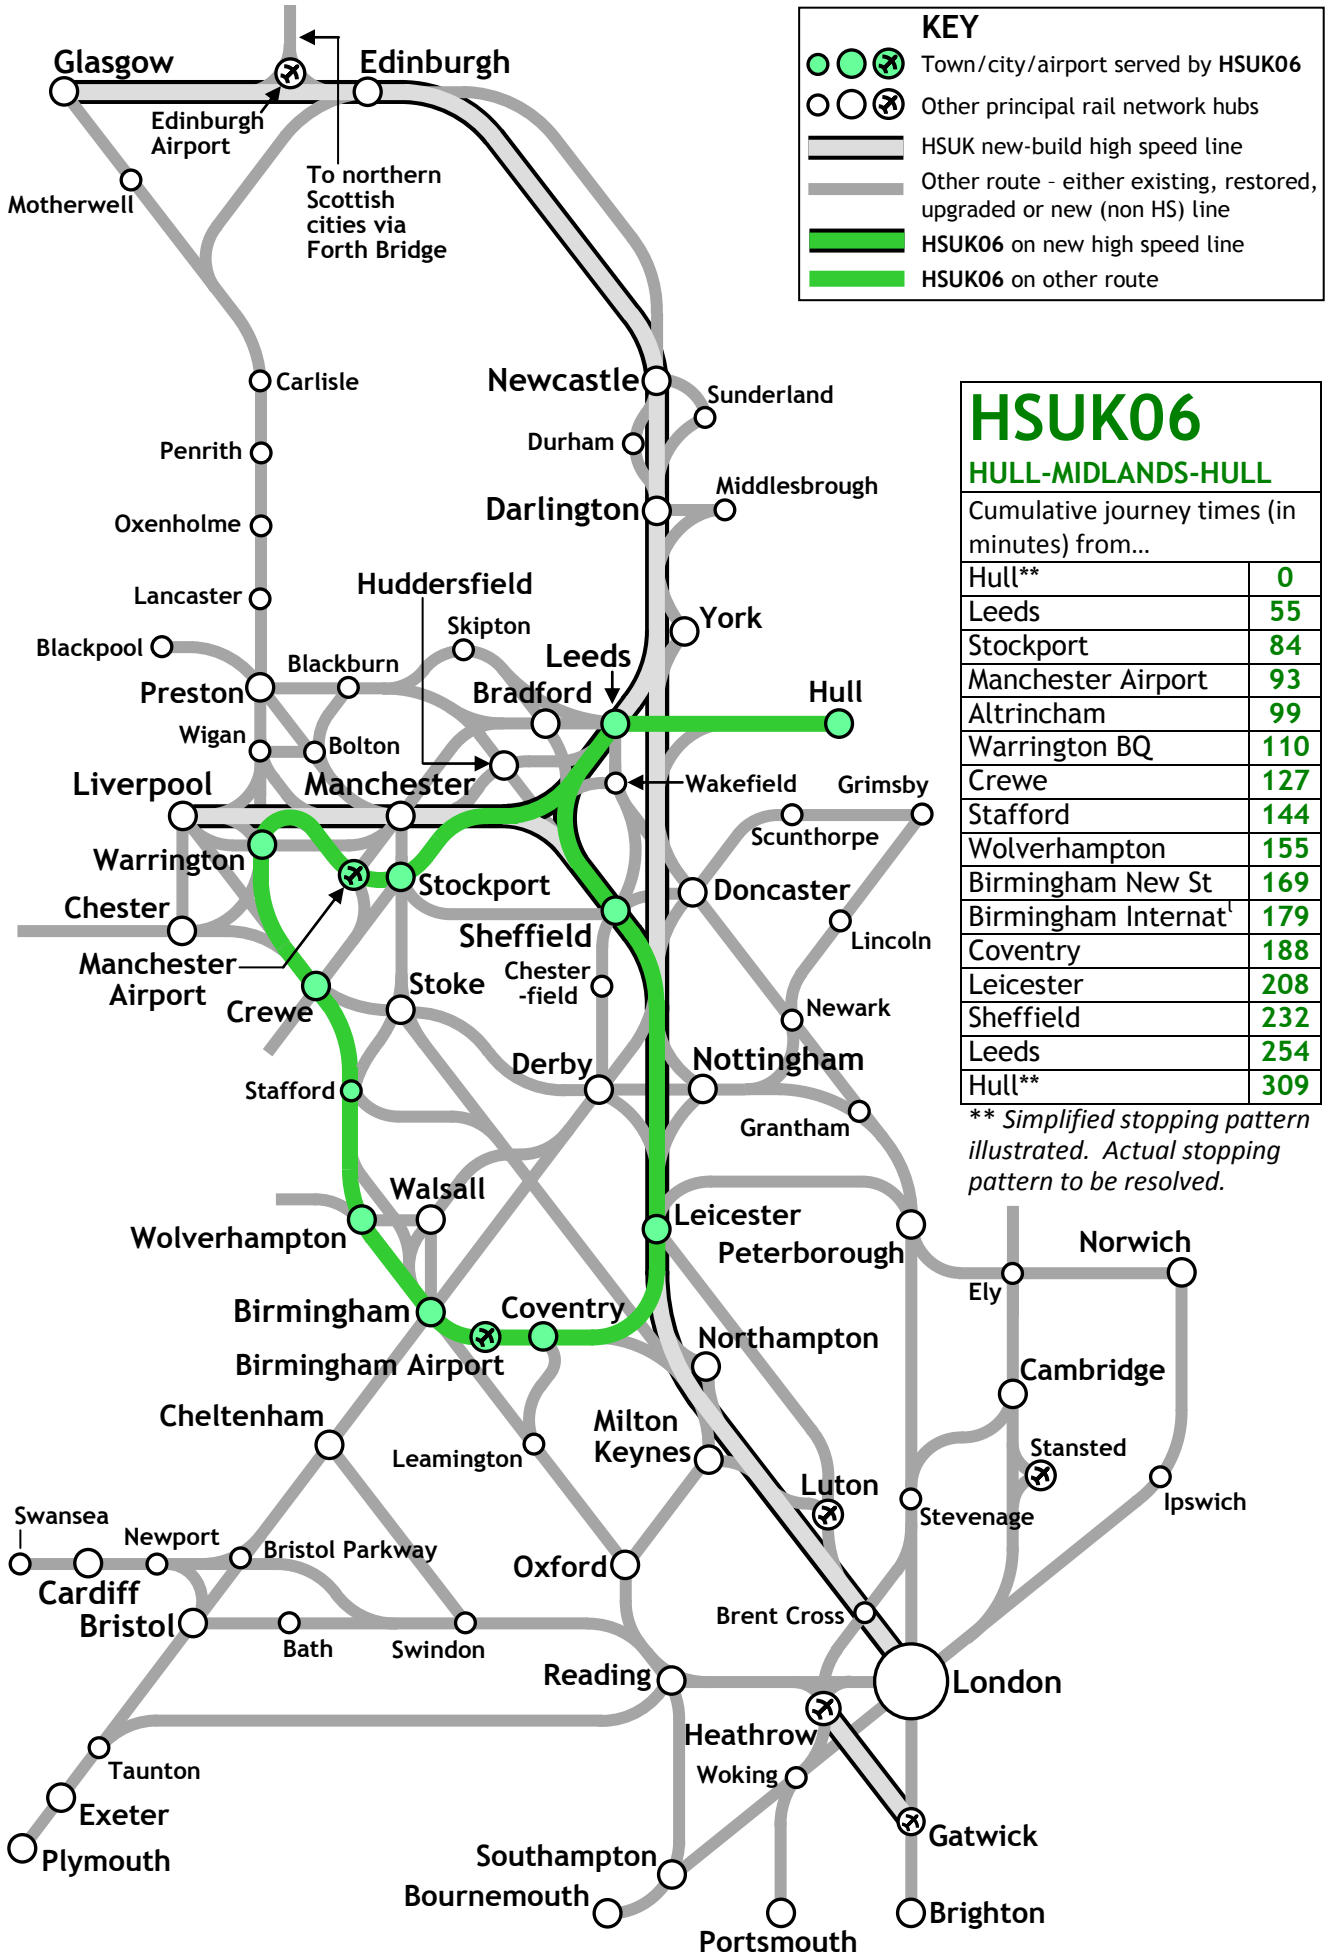 KEY
Town/city/airport served by HSUK06
Other principal rail network hubs
HSUK new-build high speed line
Other route - either existing, restored,
upgraded or new (non HS) line
HSUK06 on new high speed line
HSUK06 on other route
Glasgow
Edinburgh
Edinburgh
Airport
To northern
Scottish
cities via
Forth Bridge
Motherwell
Carlisle
Newcastle
Sunderland
Durham
Penrith
Middlesbrough
Darlington
Oxenholme
Huddersfield
Lancaster
York
Skipton
Blackpool
Blackburn
Leeds
Preston
Bradford
Hull
Wigan
Bolton
Liverpool
Manchester
Wakefield
Grimsby
Scunthorpe
Warrington
Stockport
Doncaster
Chester
Sheffield
Lincoln
Manchester
Airport
Chester
-field
Stoke
Crewe
Newark
Derby
Nottingham
Stafford
Grantham
Walsall
Leicester
Wolverhampton
Peterborough
Norwich
Ely
Birmingham
Coventry
Northampton
Birmingham Airport
Cambridge
Cheltenham
Milton
Keynes
Leamington
Stansted
Luton
Ipswich
Stevenage
Swansea
Newport
Bristol Parkway
Oxford
Cardiff
Bristol
Brent Cross
Bath
Swindon
Reading
London
Heathrow
Woking
Taunton
Exeter
Gatwick
Plymouth
Southampton
Bournemouth
Brighton
Portsmouth
HSUK06
HULL-MIDLANDS-HULL
Cumulative journey times (in
minutes) from…
Hull** 0
Leeds 55
Stockport 84
Manchester Airport 93
Altrincham 99
Warrington BQ 110
Crewe 127
Stafford 144
Wolverhampton 155
Birmingham New St 169
Birmingham Internatˡ 179
Coventry 188
Leicester 208
Sheffield 232
Leeds 254
Hull** 309
** Simplified stopping pattern
illustrated. Actual stopping
pattern to be resolved.